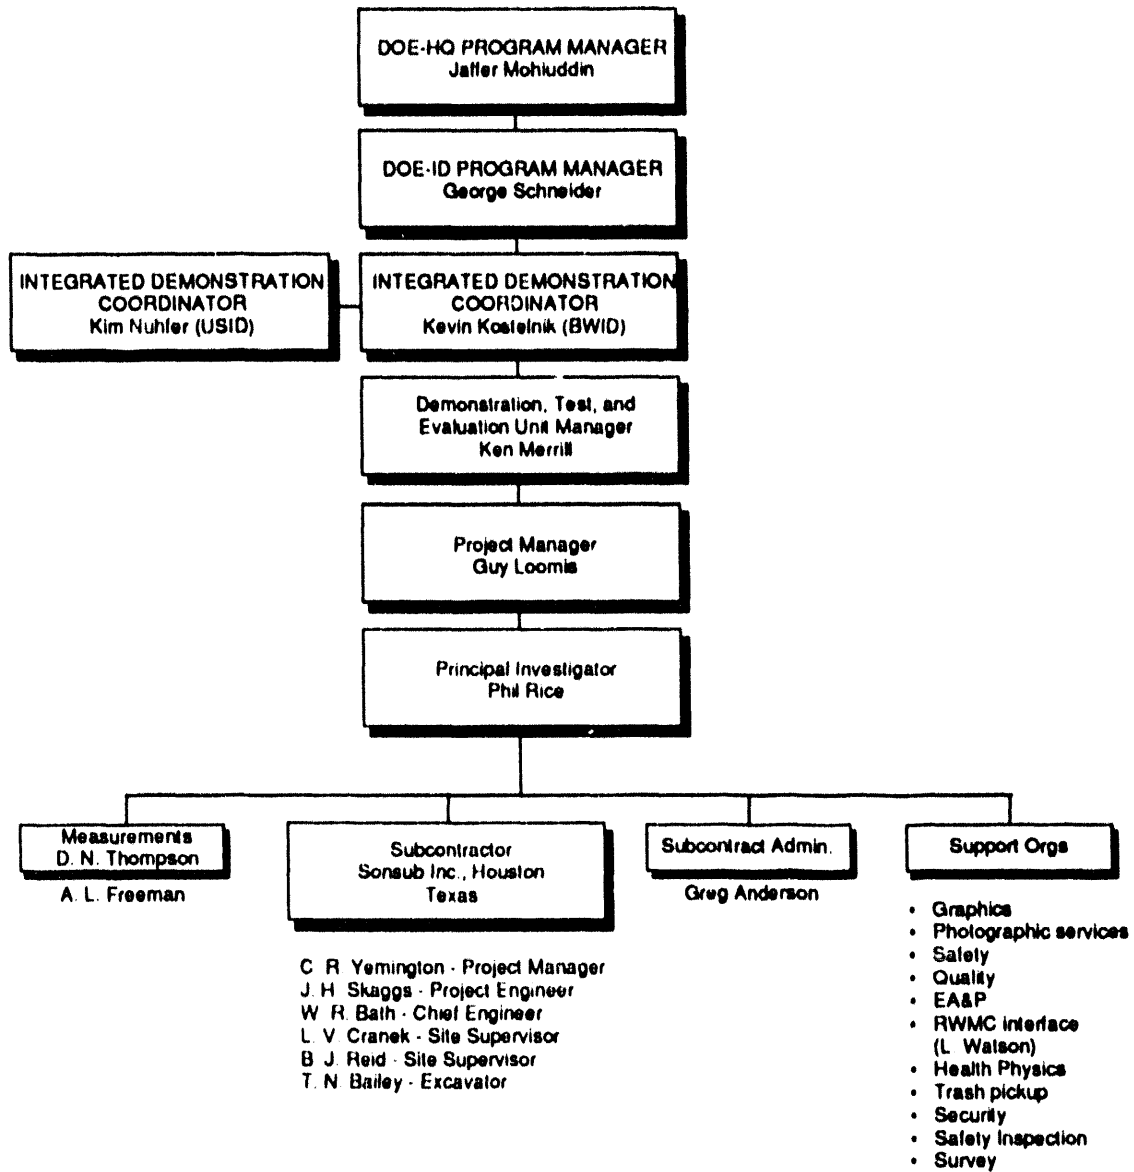 DOE-HQ PROGRAM MANAGER
Jaffer Mohiuddin
DOE-ID PROGRAM MANAGER
George Schneider
INTEGRATED DEMONSTRATION
COORDINATOR
Kim Nuhfer (USID)
INTEGRATED DEMONSTRATION
COORDINATOR
Kevin Kostelnik (BWID)
Demonstration, Test, and
Evaluation Unit Manager
Ken Merrill
Project Manager
Guy Loomis
Principal Investigator
Phil Rice
Measurements
D. N. Thompson
A. L. Freeman
Subcontractor
Sonsub Inc., Houston
Texas
C. R. Yemington - Project Manager
J. H. Skaggs - Project Engineer
W. R. Bath - Chief Engineer
L. V. Cranek - Site Supervisor
B. J. Reid - Site Supervisor
T. N. Bailey - Excavator
Subcontract Admin.
Greg Anderson
Support Orgs
• Graphics
• Photographic services
• Safety
• Quality
• EA&P
• RWMC interface
(L. Watson)
• Health Physics
• Trash pickup
• Security
• Safety Inspection
• Survey